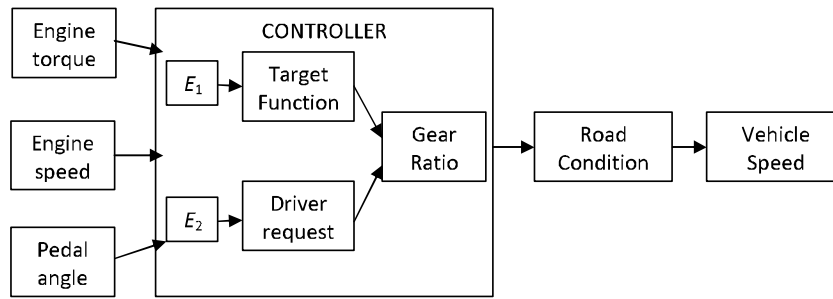 Engine
torque
Engine
speed
Pedal
angle
CONTROLLER
E1
Target
Function
E2
Driver
request
Gear
Ratio
Road
Condition
Vehicle
Speed